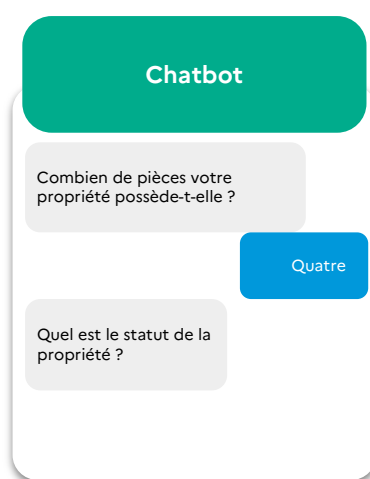 Chatbot
Combien de pièces votre
propriété possède-t-elle ?
Quatre
Quel est le statut de la
propriété ?